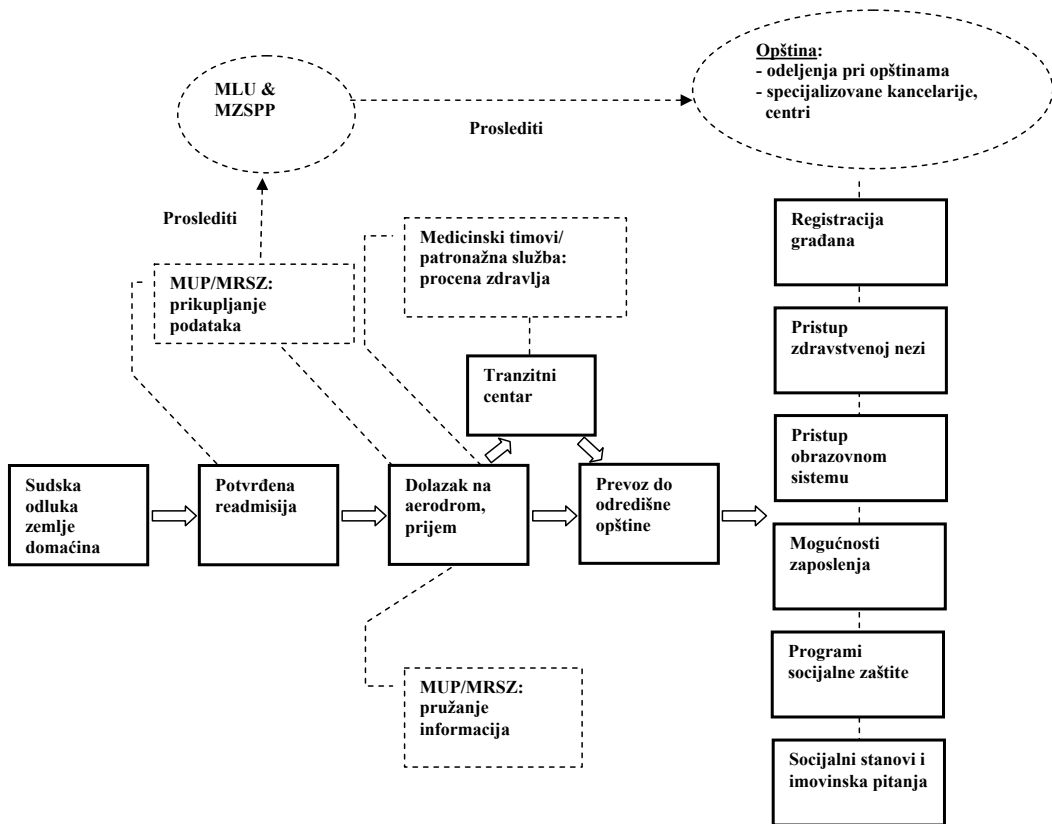 MLU &
MZSPP
Opština:
- odeljenja pri opštinama
- specijalizovane kancelarije,
centri
Proslediti
Proslediti
MUP/MRSZ:
prikupljanje
podataka
Medicinski timovi/
patronažna služba:
procena zdravlja
Tranzitni
centar
Sudska
odluka
zemlje
domaćina
Potvrđena
readmisija
Dolazak na
aerodrom,
prijem
Prevoz do
odredišne
opštine
MUP/MRSZ:
pružanje
informacija
Registracija
građana
Pristup
zdravstvenoj nezi
Pristup
obrazovnom
sistemu
Mogućnosti
zaposlenja
Programi
socijalne zaštite
Socijalni stanovi i
imovinska pitanja